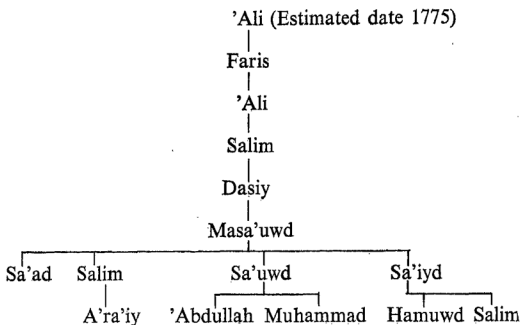 ’Ali (Estimated date 1775)
Faris
’Ali
Salim
Dasiy
Masa’uwd
Sa’ad Salim Sa’uwd Sa’iyd
A’ra’iy ’Abdullah Muhammad Hamuwd Salim